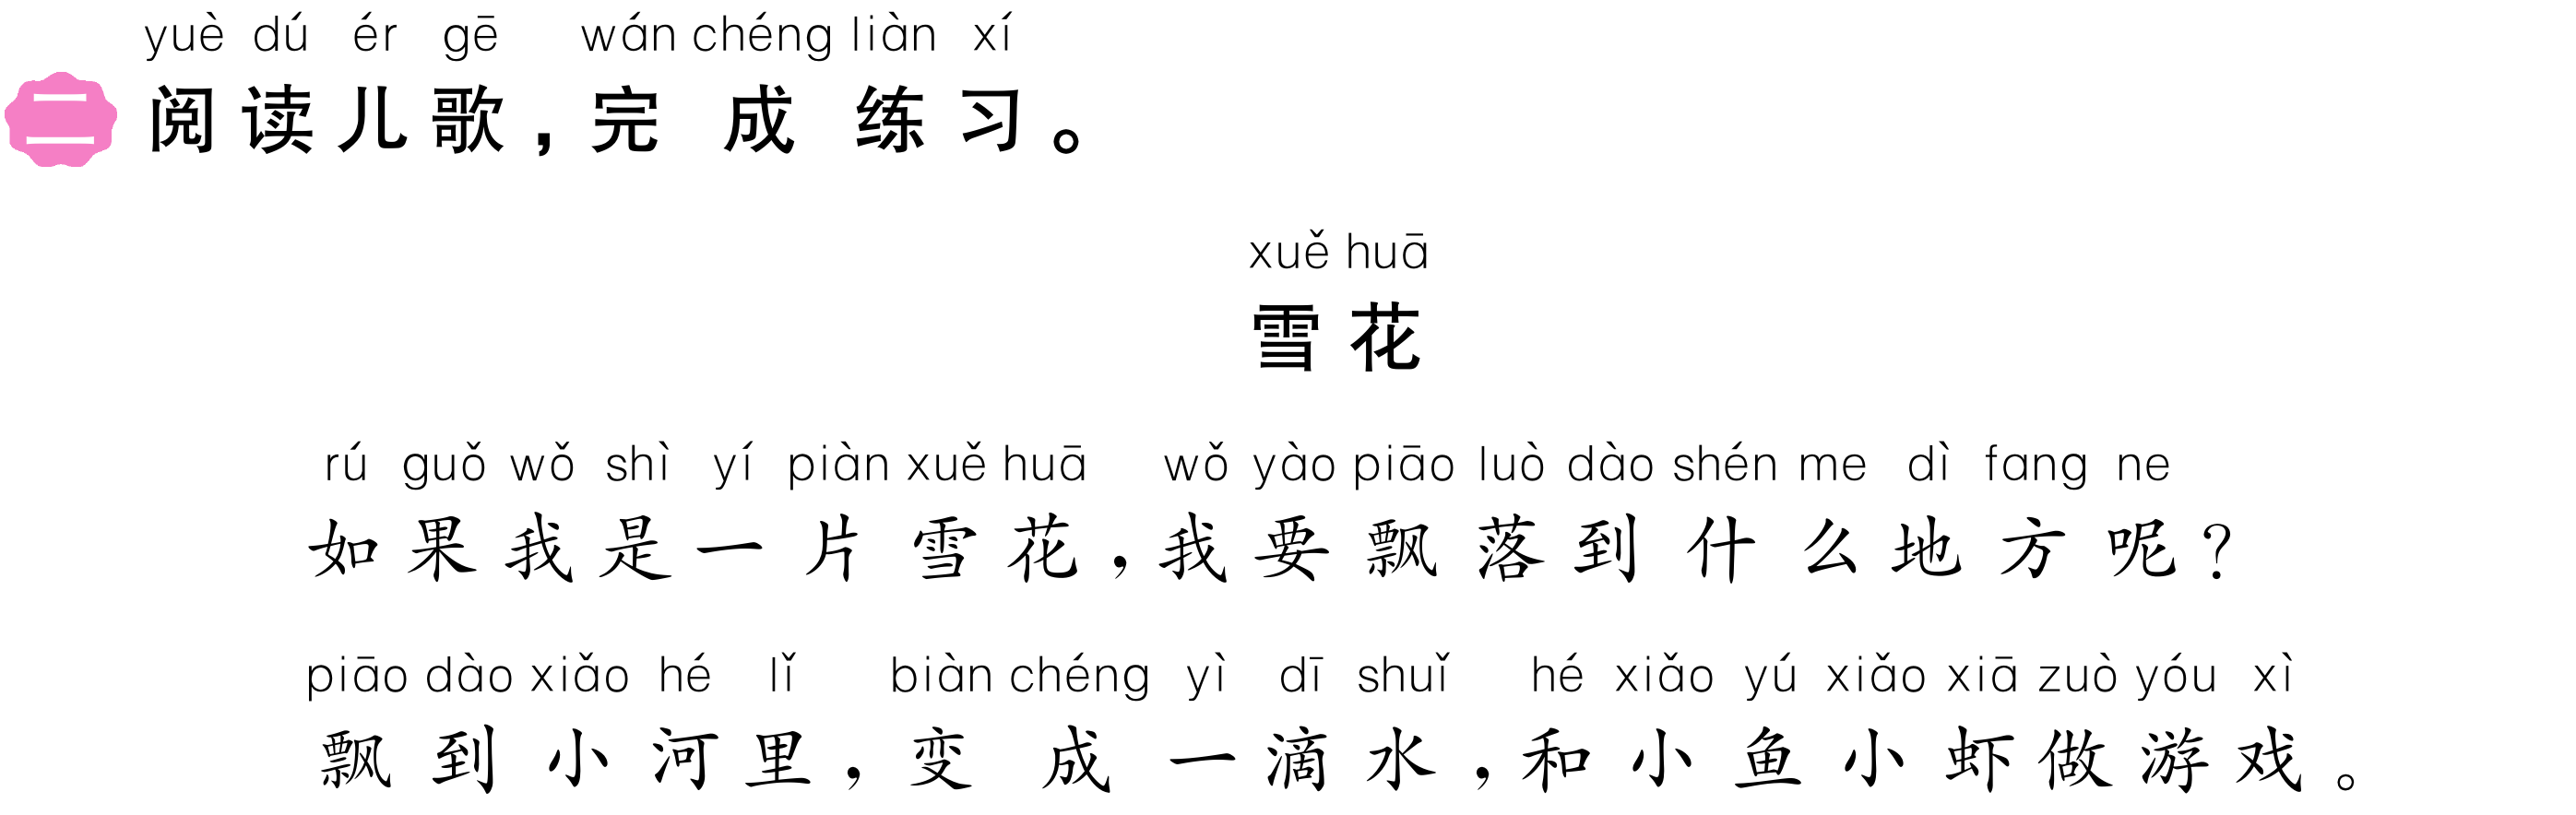 yuè dú ér gē wán chéng liàn xí
二 阅读儿歌，完成练习。
xuě huā
雪花
rú guǒ wǒ shì yí piàn xuě huā wǒ yào piāo luò dào shén me dì fang ne
如果我是一片雪花，我要飘落到什么地方呢？
piāo dào xiǎo hé lǐ biàn chéng yì dī shuǐ hé xiǎo yú xiǎo xiā zuò yóu xì
飘到小河里，变成一滴水，和小鱼小虾做游戏。